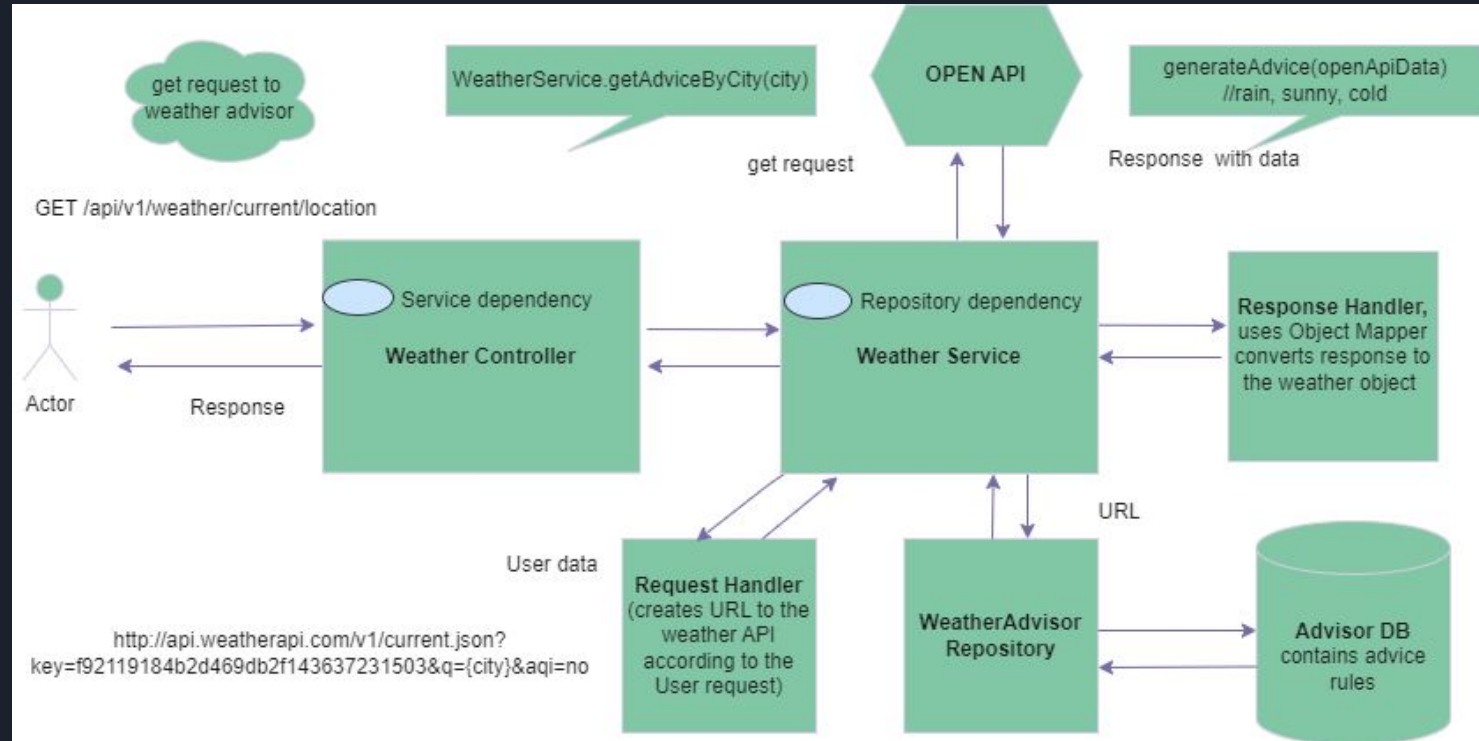 get request to
weather advisor
WeatherService.getAdviceByCity(city)
OPEN API
generateAdvice(openApiData)
//rain, sunny, cold
get request
Response with data
GET /api/v1/weather/current/location
Service dependency
Weather Controller
Repository dependency
Weather Service
Response Handler,
uses Object Mapper
converts response to
the weather object
Actor
Response
URL
User data
Request Handler
(creates URL to the
weather API
according to the
User request)
WeatherAdvisor
Repository
Advisor DB
contains advice
rules
http://api.weatherapi.com/v1/current.json?
key=f92119184b2d469db2f143637231503&q={city}&aqi=no